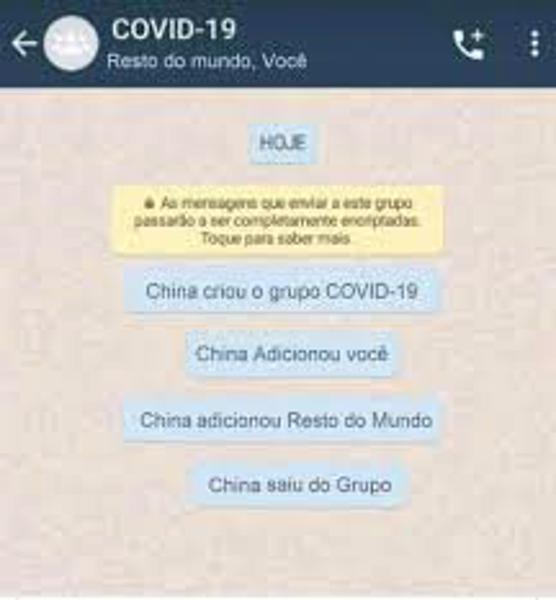 COVID-19
Resto do mundo, Você
HOJE
As mensagens que enviar a este grupo
passarão a ser completamente encriptadas.
Toque para saber mais.
China criou o grupo COVID-19
China Adicionou você
China adicionou Resto do Mundo
China saiu do Grupo